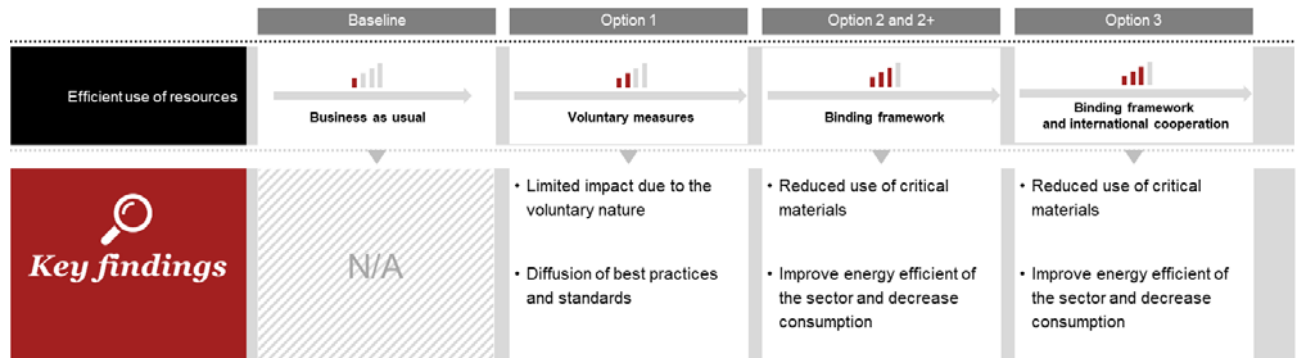 Baseline
Option 1
Option 2 and 2+
Option 3
Efficient use of resources
Business as usual
Voluntary measures
Binding framework
Binding framework
and international cooperation
Key findings
N/A
• Limited impact due to the
voluntary nature
• Diffusion of best practices
and standards
• Reduced use of critical
materials
• Improve energy efficient of
the sector and decrease
consumption
• Reduced use of critical
materials
• Improve energy efficient of
the sector and decrease
consumption